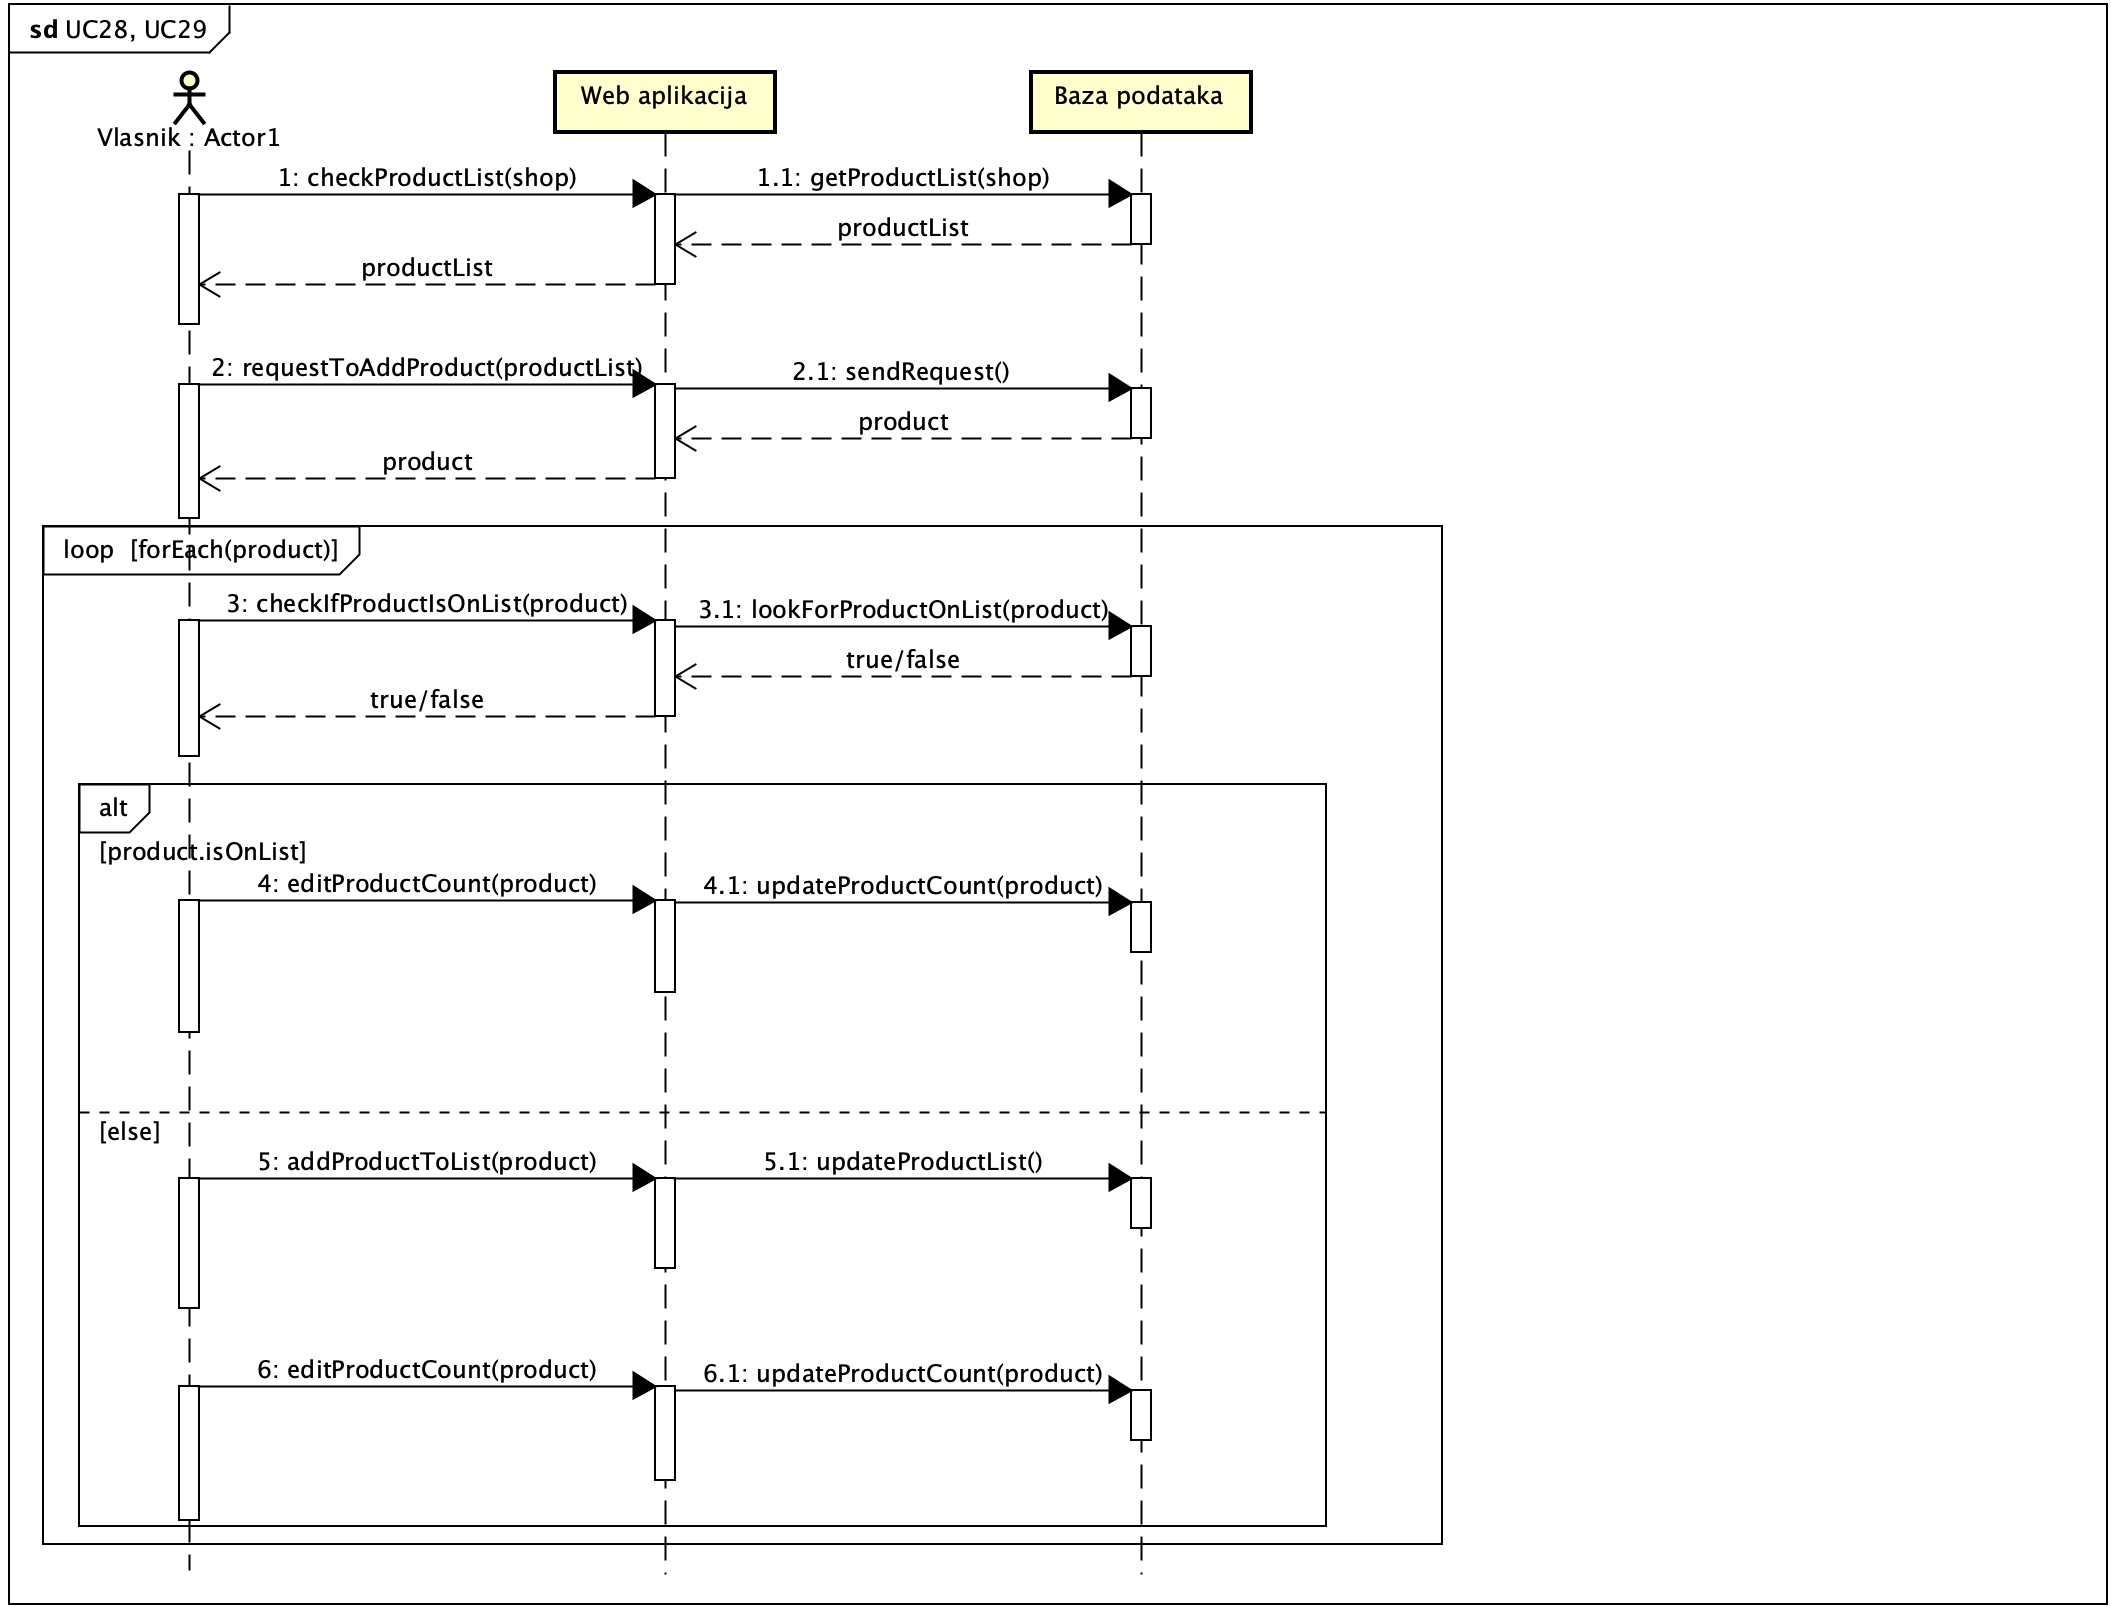 sd UC28, UC29
Web aplikacija
Baza podataka
Vlasnik : Actor1
1: checkProductList(shop)
1.1: getProductList(shop)
productList
productList
2: requestToAddProduct(productList)
2.1: sendRequest()
product
product
loop [forEach(product)]
3: checkIfProductIsOnList(product)
3.1: lookForProductOnList(product)
true/false
true/false
alt
[product.isOnList]
4: editProductCount(product)
4.1: updateProductCount(product)
[else]
5: addProductToList(product)
5.1: updateProductList()
6: editProductCount(product)
6.1: updateProductCount(product)